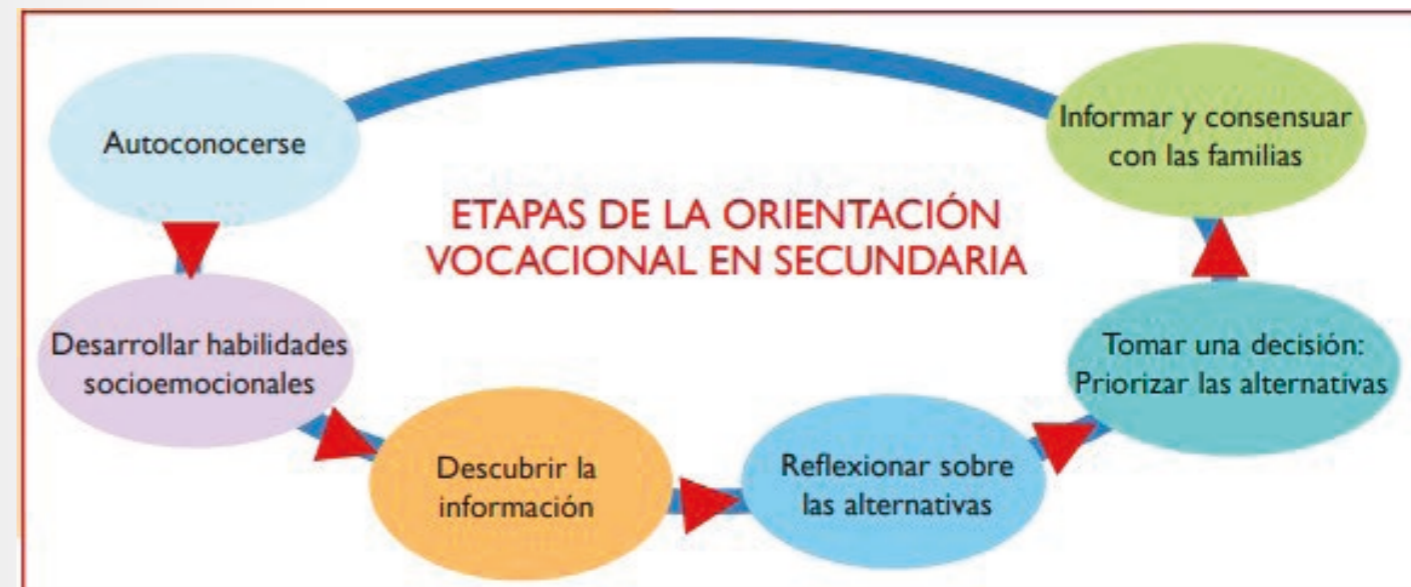 ETAPAS DE LA ORIENTACIÓN
VOCACIONAL EN SECUNDARIA
Autoconocerse
Desarrollar habilidades
socioemocionales
Descubrir la
información
Reflexionar sobre
las alternativas
Tomar una decisión:
Priorizar las alternativas
Informar y consensuar
con las familias